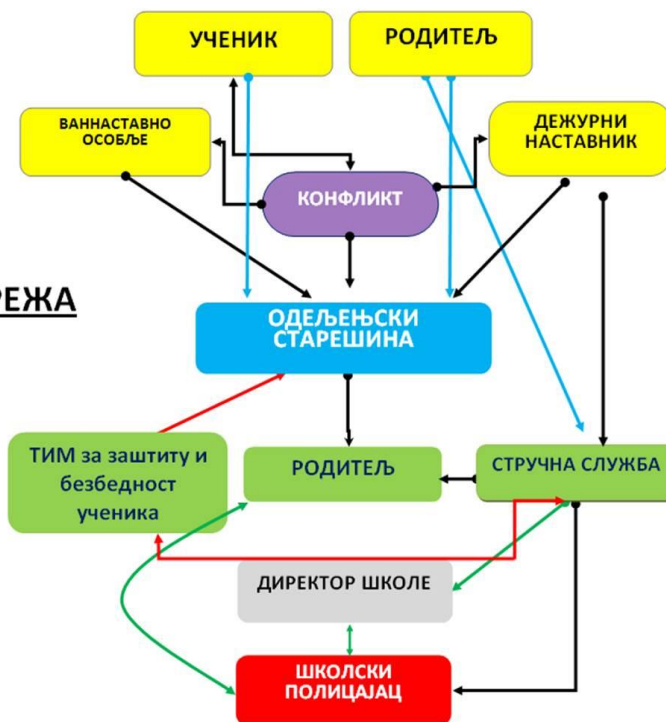 УЧЕНИК
РОДИТЕЉ
ВАННАСТАВНО
ОСОБЉЕ
ДЕЖУРНИ
НАСТАВНИК
КОНФЛИКТ
РЕЖА
ОДЕЉЕЊСКИ
СТАРЕШИНА
ТИМ за заштиту и
безбедност
ученика
РОДИТЕЉ
СТРУЧНА СЛУЖБА
ДИРЕКТОР ШКОЛЕ
ШКОЛСКИ
ПОЛИЦАЈАЦ